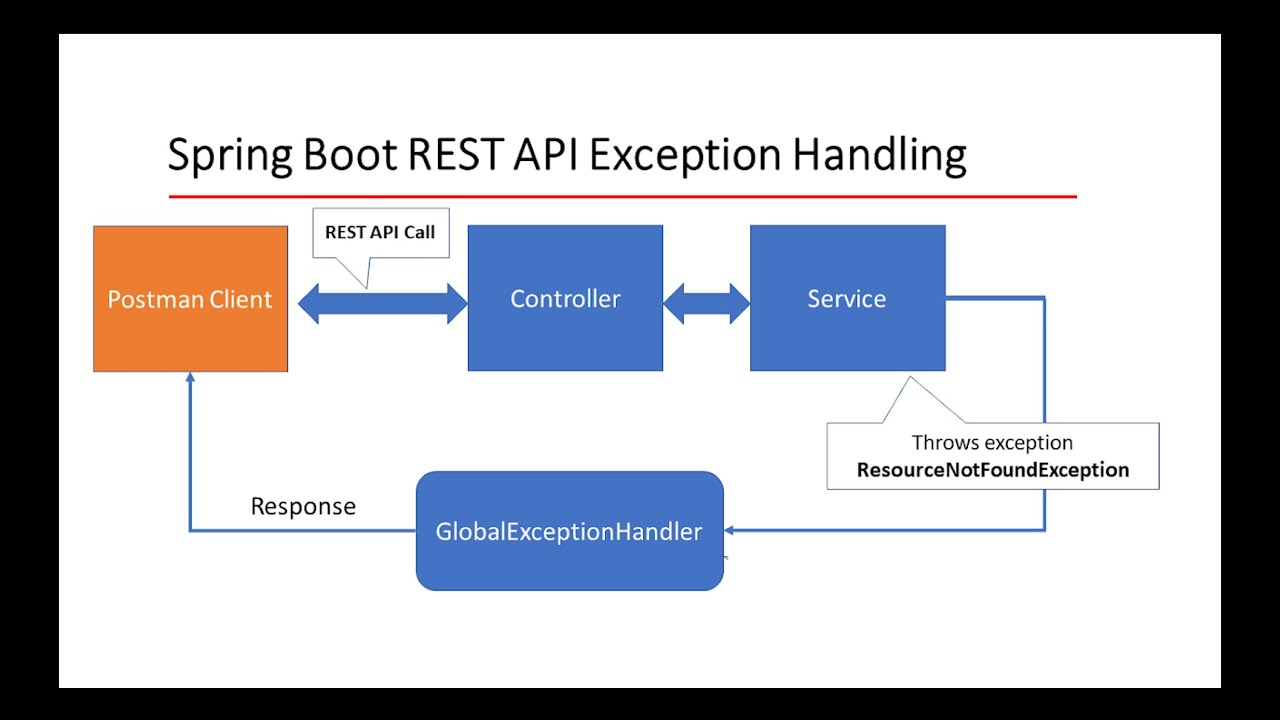 Spring Boot REST API Exception Handling
REST API Call
Postman Client
Controller
Service
Throws exception
ResourceNotFoundException
Response
GlobalExceptionHandler